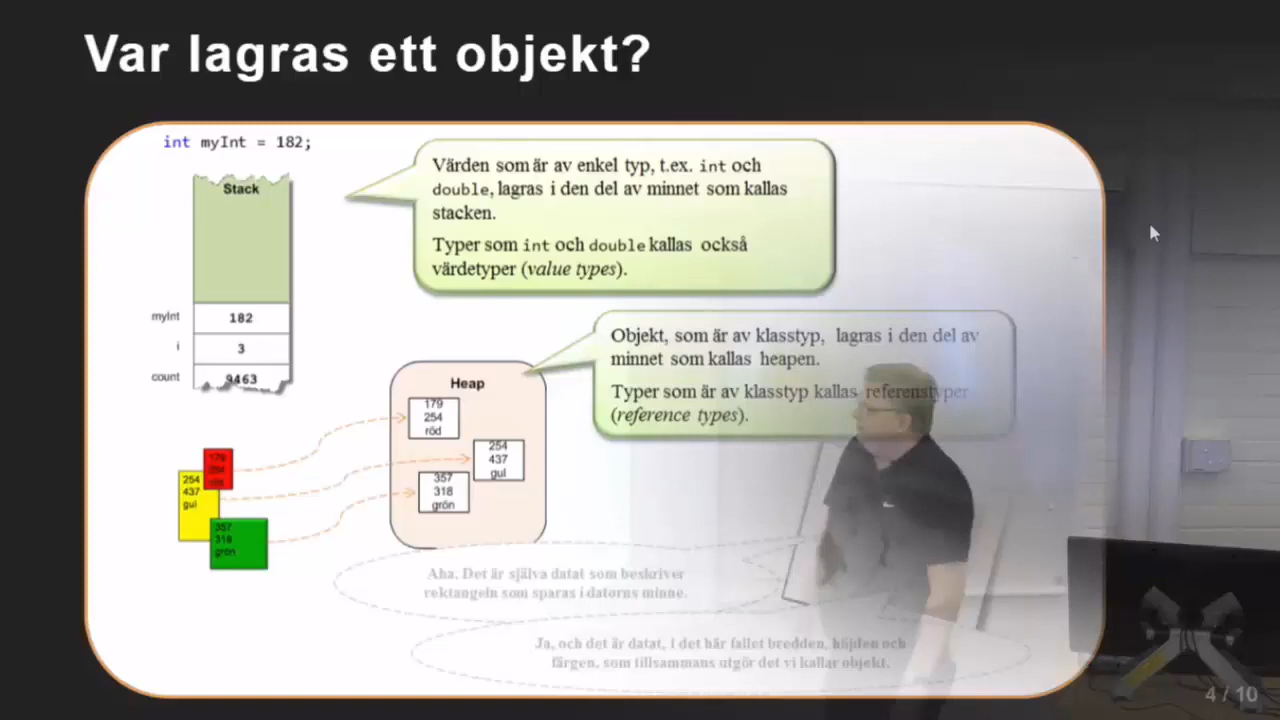 Var lagras ett objekt?
int myInt = 182;
Stack
myInt 182
i 3
count 9463
Värden som är av enkel typ, t.ex. int och
double, lagras i den del av minnet som kallas
stacken.
Typer som int och double kallas också
värdetyper (value types).
Objekt, som är av klasstyp, lagras i den del av
minnet som kallas heapen.
Typer som är av klasstyp kallas referenstyper
(reference types).
Heap
179
254
röd
254
437
gul
357
318
grön
179
254
röd
254
437
gul
357
318
grön
Aha. Det är själva datat som beskriver
rektangeln som sparas i datorns minne.
Ja, och det är datat, i det här fallet bredden, höjden och
färgen, som tillsammans utgör det vi kallar objekt.
4 / 10